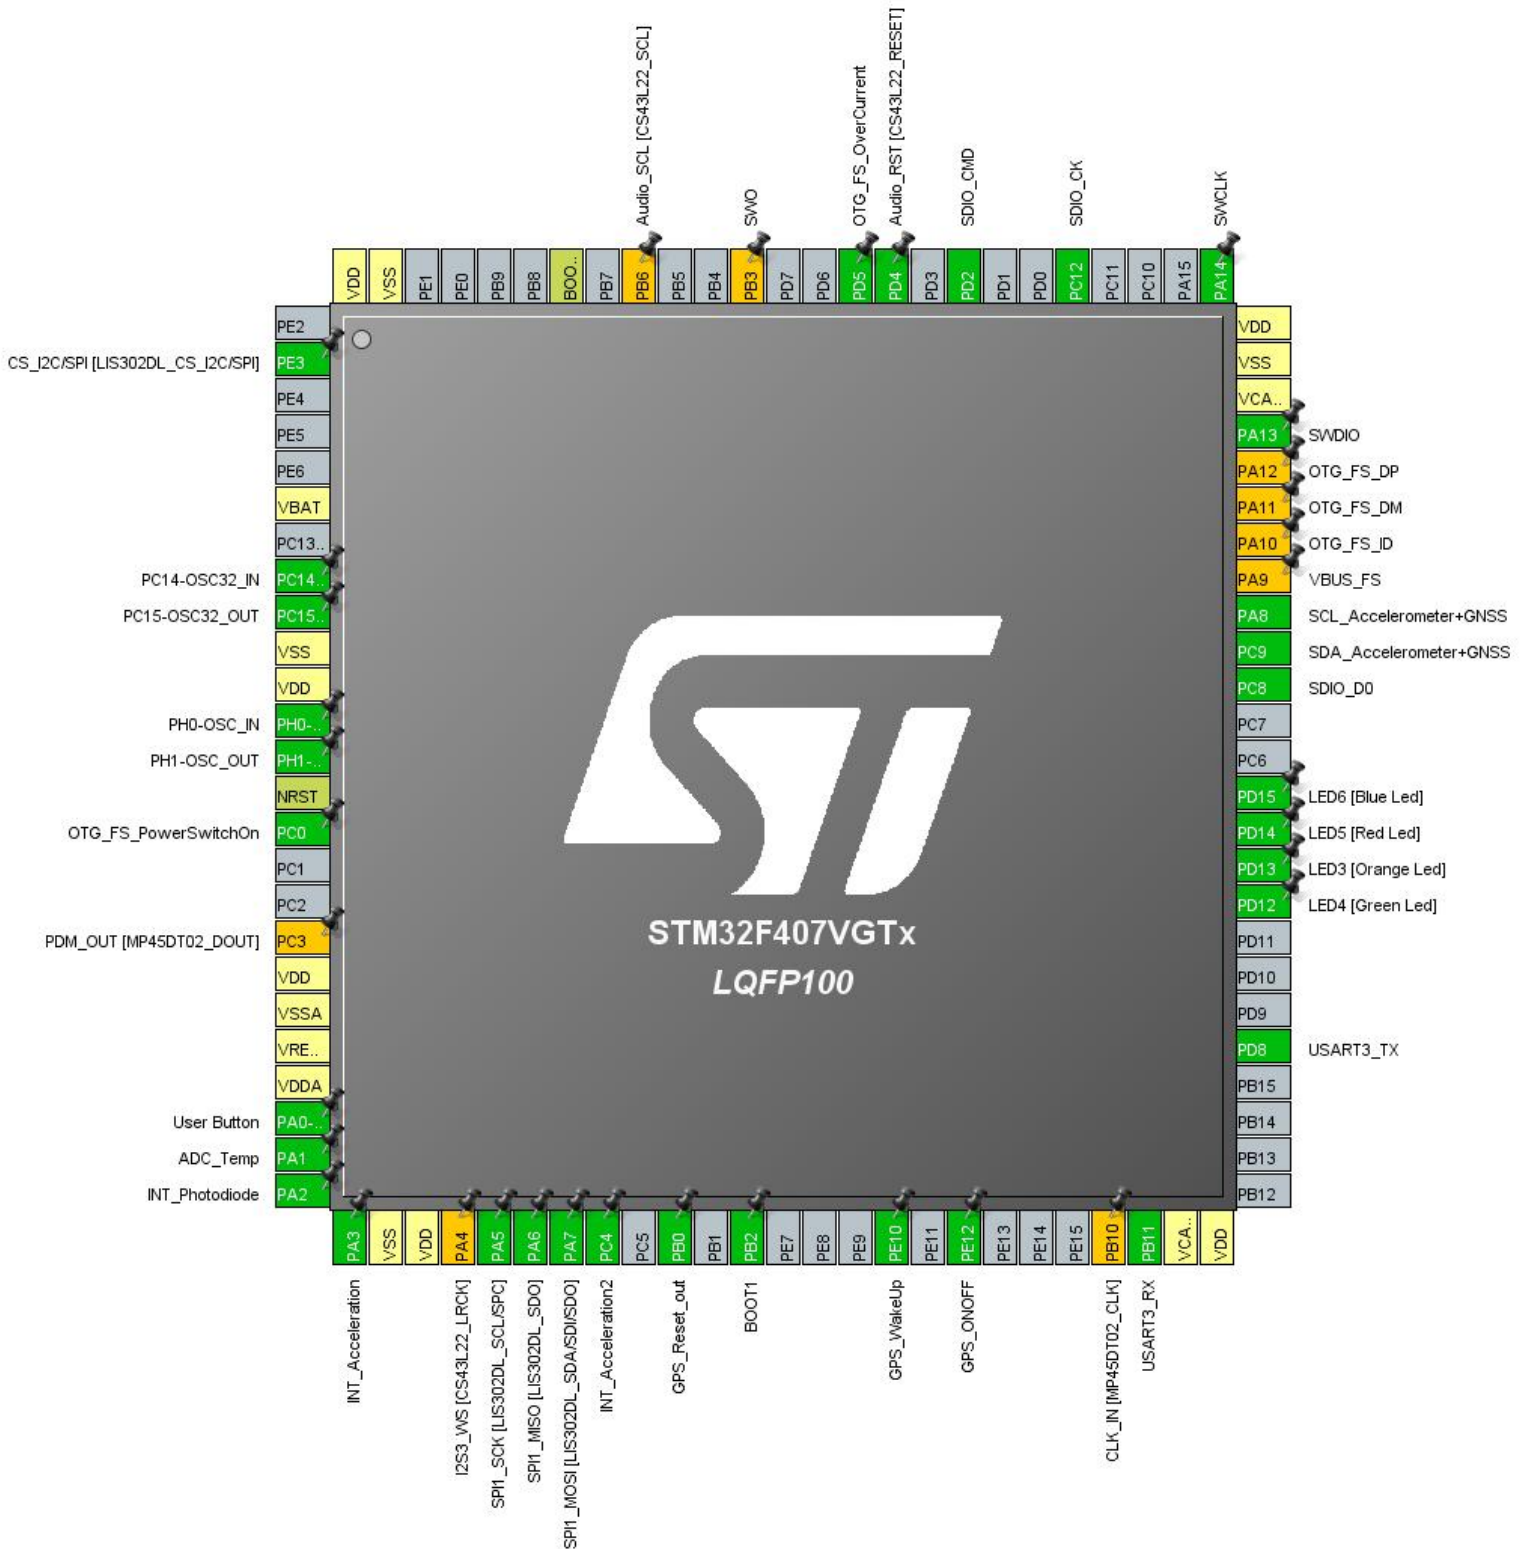 Audio_SCL [CS43L22_SCL]
SWO
OTG_FS_OverCurrent
Audio_RST [CS43L22_RESET]
SDIO_CMD
SDIO_CK
SWCLK
VDD
VSS
PE1
PE0
PB9
PB8
BOO..
PB7
PB6
PB5
PB4
PB3
PD7
PD6
PD5
PD4
PD3
PD2
PD1
PD0
PC12
PC11
PC10
PA15
PA14
PE2
CS_I2C/SPI [LIS302DL_CS_I2C/SPI] PE3
PE4
PE5
PE6
VBAT
PC13..
PC14-OSC32_IN PC14..
PC15-OSC32_OUT PC15..
VSS
VDD
PH0-OSC_IN PH0-..
PH1-OSC_OUT PH1-..
NRST
OTG_FS_PowerSwitchOn PC0
PC1
PC2
PDM_OUT [MP45DT02_DOUT] PC3
VDD
VSSA
VRE..
VDDA
User Button PA0-..
ADC_Temp PA1
INT_Photodiode PA2
STM32F407VGTx
LQFP100
VDD
VSS
VCA..
PA13 SWDIO
PA12 OTG_FS_DP
PA11 OTG_FS_DM
PA10 OTG_FS_ID
PA9 VBUS_FS
PA8 SCL_Accelerometer+GNSS
PC9 SDA_Accelerometer+GNSS
PC8 SDIO_D0
PC7
PC6
PD15 LED6 [Blue Led]
PD14 LED5 [Red Led]
PD13 LED3 [Orange Led]
PD12 LED4 [Green Led]
PD11
PD10
PD9
PD8 USART3_TX
PB15
PB14
PB13
PB12
PA3
VSS
VDD
PA4
PA5
PA6
PA7
PC4
PC5
PB0
PB1
PB2
PE7
PE8
PE9
PE10
PE11
PE12
PE13
PE14
PE15
PB10
PB11
VCA..
VDD
INT_Acceleration
I2S3_WS [CS43L22_LRCK]
SPI1_SCK [LIS302DL_SCL/SPC]
SPI1_MISO [LIS302DL_SDO]
SPI1_MOSI [LIS302DL_SDA/SDI/SDO]
INT_Acceleration2
GPS_Reset_out
BOOT1
GPS_WakeUp
GPS_ONOFF
CLK_IN [MP45DT02_CLK]
USART3_RX